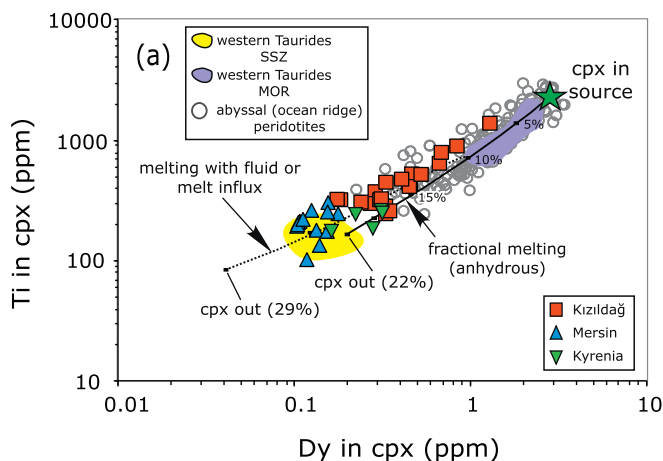 (a)
western Taurides
SSZ
western Taurides
MOR
abyssal (ocean ridge)
peridotites
cpx in
source
5%
10%
15%
melting with fluid or
melt influx
fractional melting
(anhydrous)
cpx out (22%)
cpx out (29%)
Kızıldağ
Mersin
Kyrenia
10000
1000
100
10
Ti in cpx (ppm)
0.01
0.1
1
10
Dy in cpx (ppm)